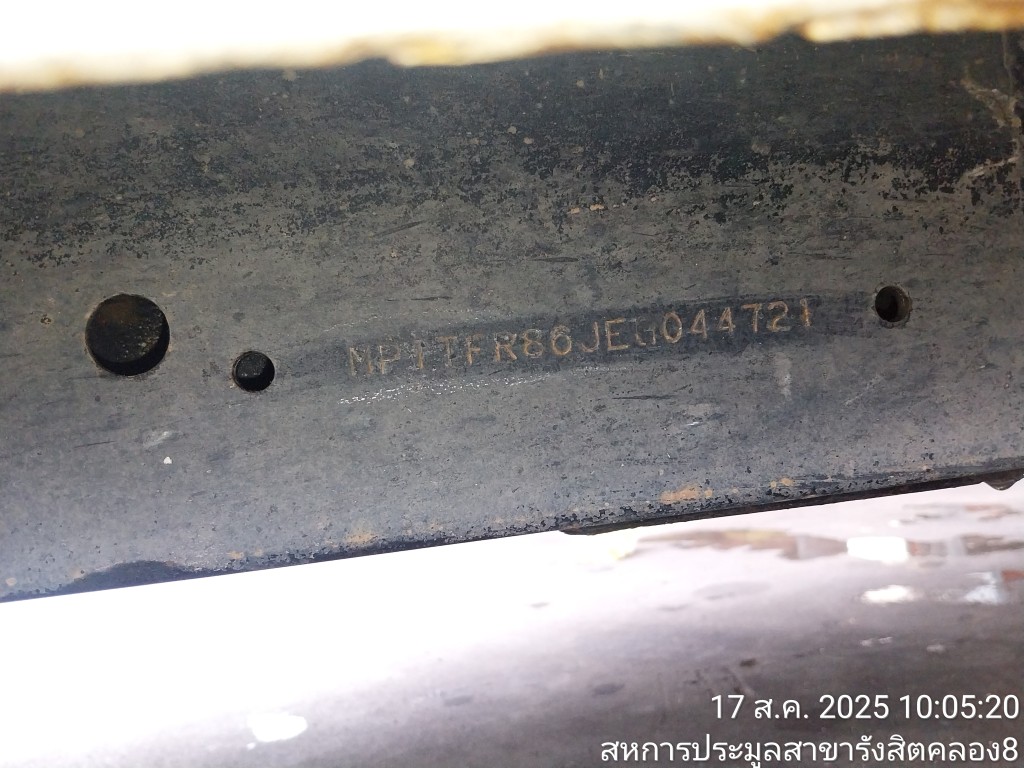 MP1TFR86JEG044721
17 ส.ค. 2025 10:05:20
สหการประมูลสาขารังสิตคลอง8